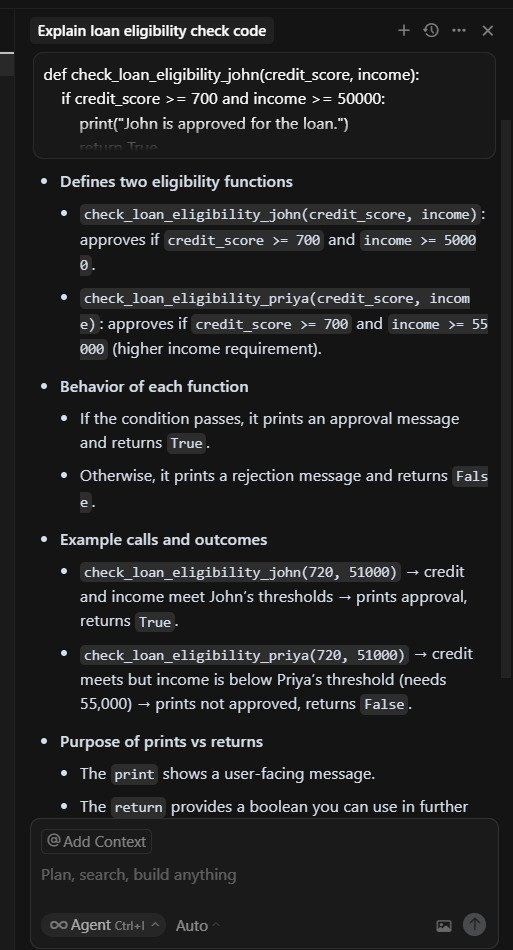 Explain loan eligibility check code
def check_loan_eligibility_john(credit_score, income):
if credit_score >= 700 and income >= 50000:
print("John is approved for the loan.")
return True
• Defines two eligibility functions
• check_loan_eligibility_john(credit_score, income):
approves if credit_score >= 700 and income >= 5000
0.
• check_loan_eligibility_priya(credit_score, incom
e): approves if credit_score >= 700 and income >= 55
000 (higher income requirement).
• Behavior of each function
• If the condition passes, it prints an approval message
and returns True.
• Otherwise, it prints a rejection message and returns Fals
e.
• Example calls and outcomes
• check_loan_eligibility_john(720, 51000) → credit
and income meet John's thresholds → prints approval,
returns True.
• check_loan_eligibility_priya(720, 51000) → credit
meets but income is below Priya's threshold (needs
55,000) → prints not approved, returns False.
• Purpose of prints vs returns
• The print shows a user-facing message.
• The return provides a boolean you can use in further
@ Add Context
Plan, search, build anything
∞ Agent Ctrl+I ^ Auto ^